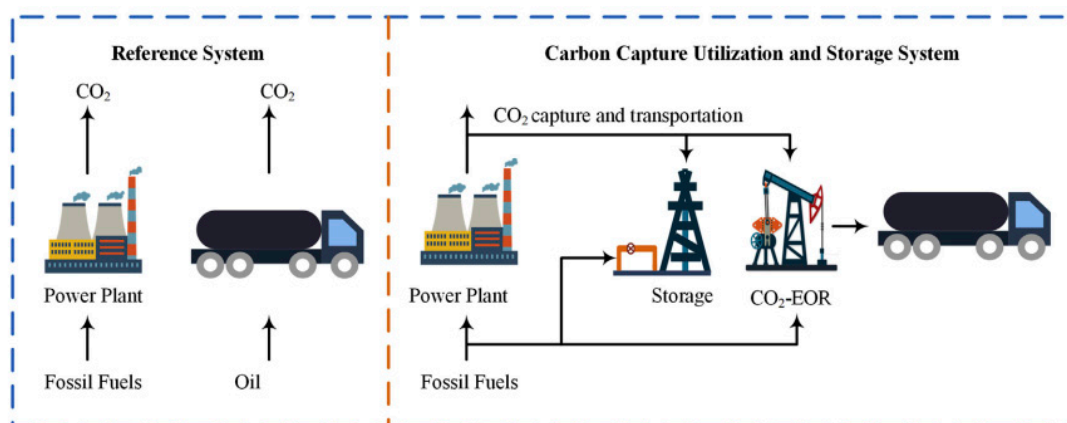 Reference System
CO₂
CO₂
Power Plant
Fossil Fuels
Oil
Carbon Capture Utilization and Storage System
CO₂ capture and transportation
Power Plant
Storage
CO₂-EOR
Fossil Fuels